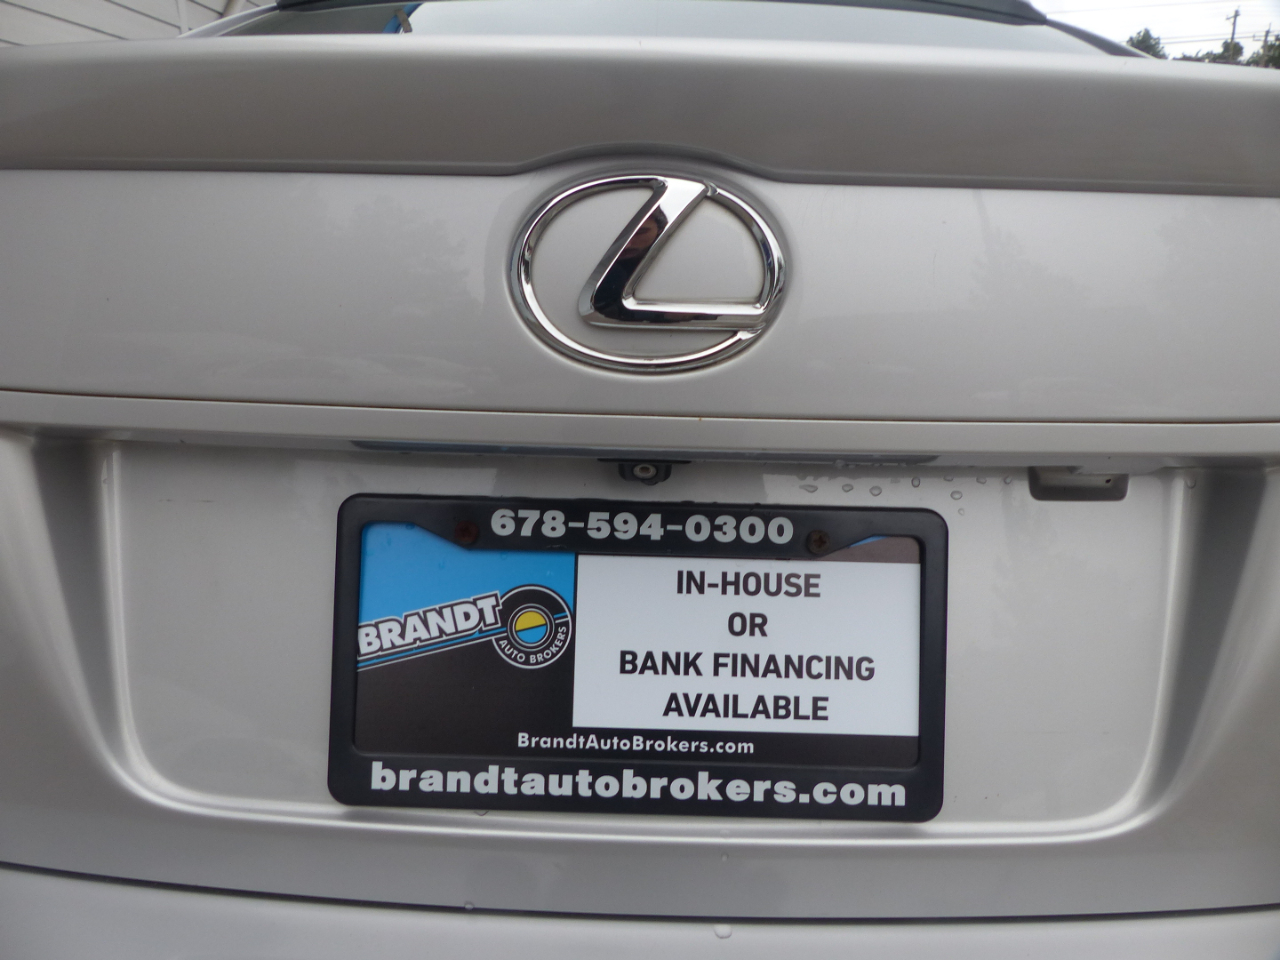 678-594-0300
BRANDT
AUTO BROKERS
IN-HOUSE
OR
BANK FINANCING
AVAILABLE
BrandtAutoBrokers.com
brandtautobrokers.com